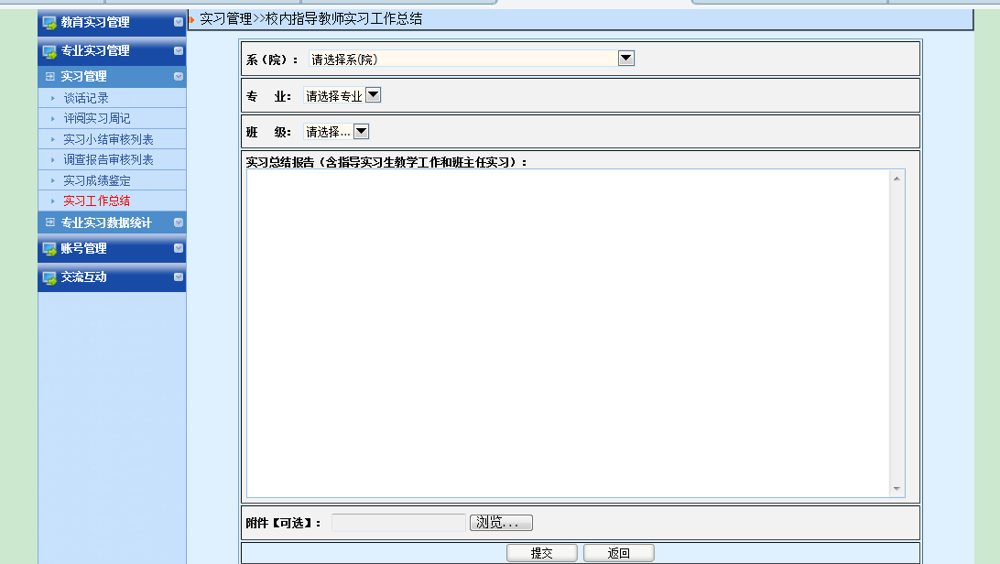 教育实习管理
专业实习管理
实习管理
谈话记录
评阅实习周记
实习小结审核列表
调查报告审核列表
实习成绩鉴定
实习工作总结
专业实习数据统计
账号管理
交流互动
实习管理>>校内指导教师实习工作总结
系（院）： 请选择系(院)
专 业： 请选择专业
班 级： 请选择...
实习总结报告（含指导实习生教学工作和班主任实习）：
附件【可选】： 浏览...
提交 返回